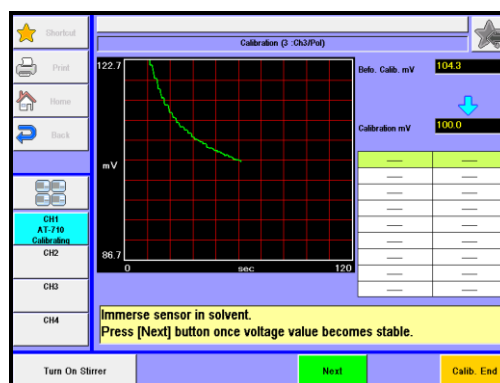 Shortcut
Calibration (3 :Ch3/Pol)
Print
122.7
Befo. Calib. mV
104.3
Home
Back
Calibration mV
100.0
mV
CH1
AT-710
Calibrating
CH2
86.7
0
sec
120
CH3
CH4
Immerse sensor in solvent.
Press [Next] button once voltage value becomes stable.
Turn On Stirrer
Next
Calib. End